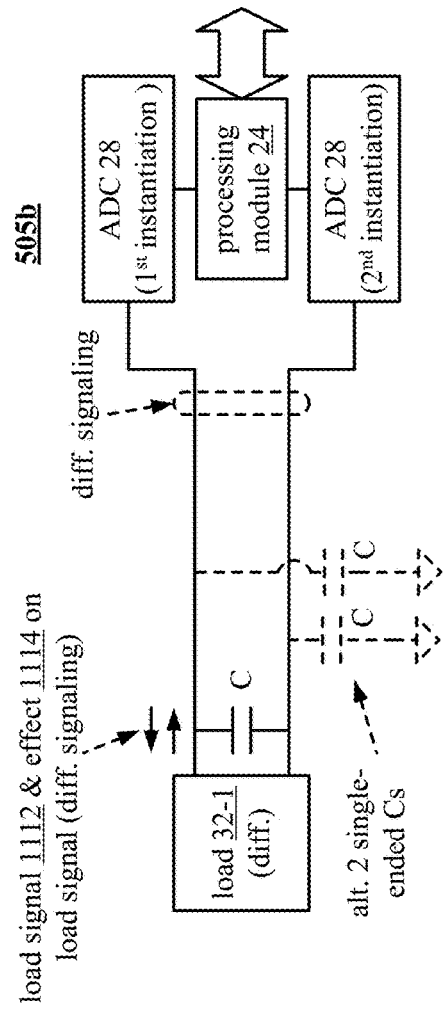 505b
load signal 1112 & effect 1114 on
load signal (diff. signaling)
diff. signaling
ADC 28
(1st instantiation )
processing
module 24
ADC 28
(2nd instantiation)
load 32-1
(diff.)
C
C
C
alt. 2 single-
ended Cs